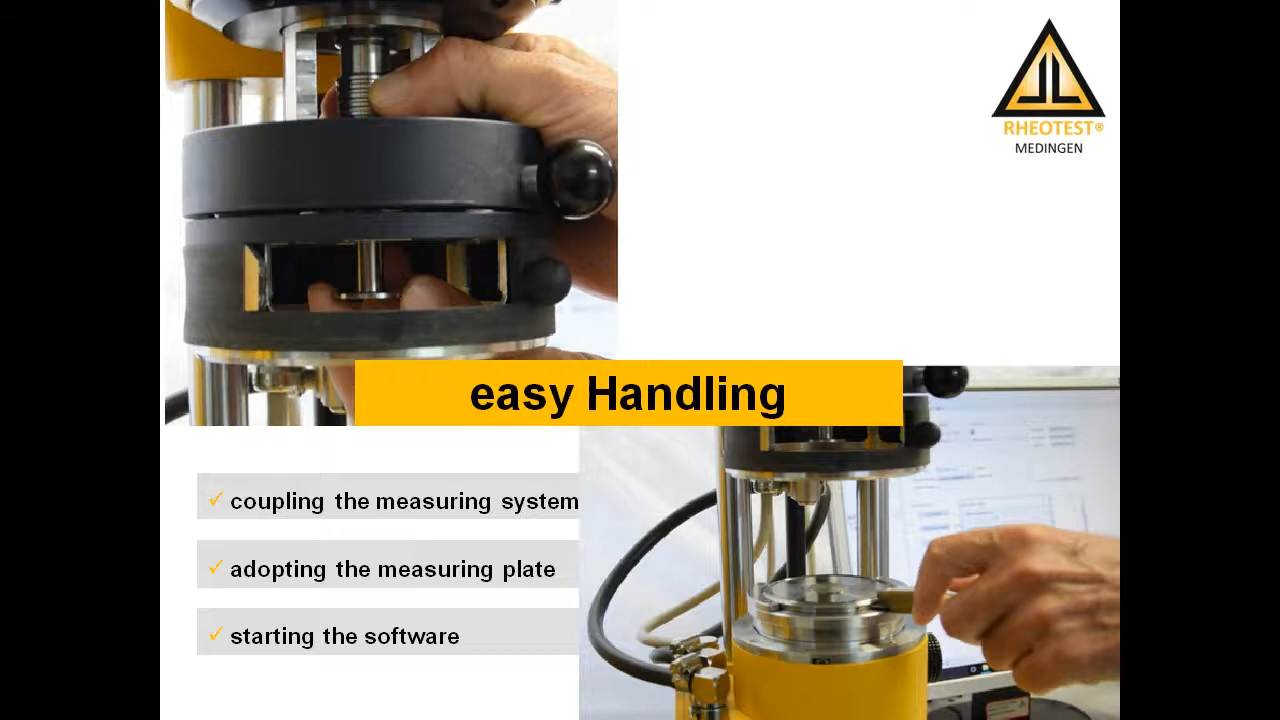 RHEOTEST®
MEDINGEN
easy Handling
✓ coupling the measuring system
✓ adopting the measuring plate
✓ starting the software